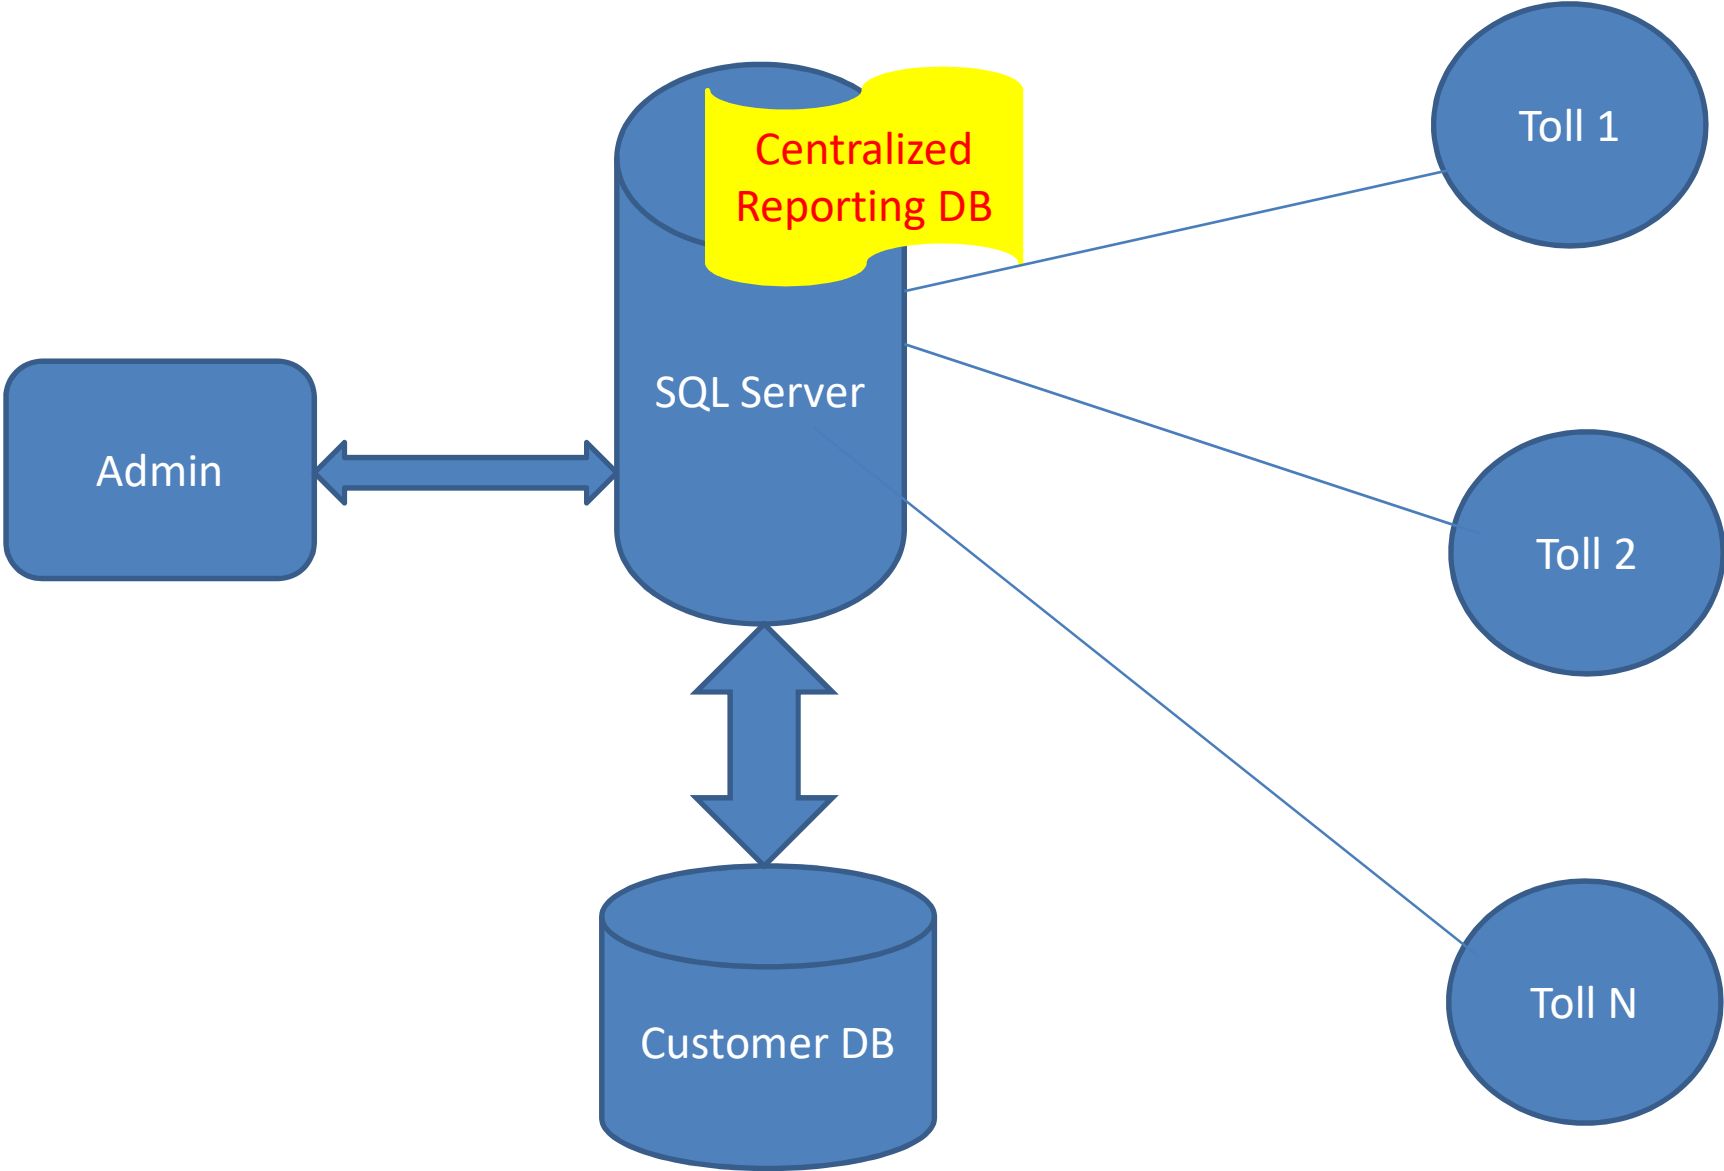 Centralized
Reporting DB
Toll 1
SQL Server
Admin
Toll 2
Toll N
Customer DB